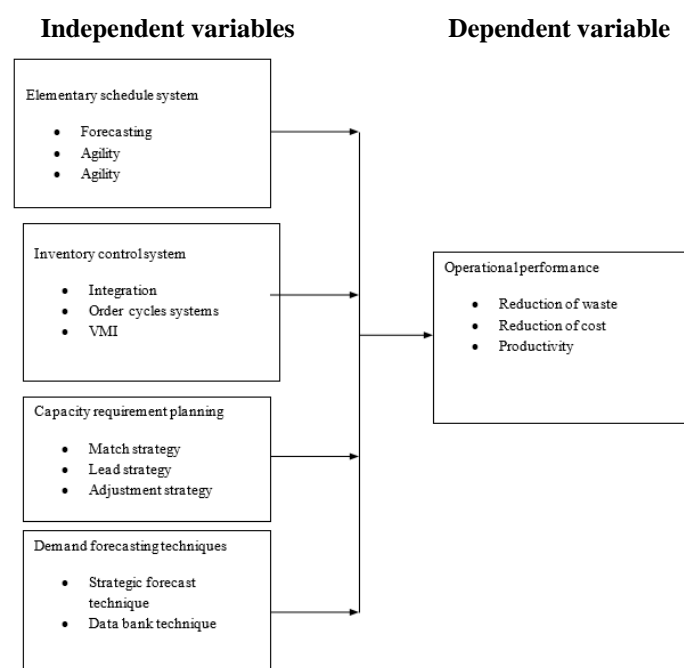 Independent variables
Dependent variable
Elementary schedule system
• Forecasting
• Agility
• Agility
Inventory control system
• Integration
• Order cycles systems
• VMI
Operational performance
• Reduction of waste
• Reduction of cost
• Productivity
Capacity requirement planning
• Match strategy
• Lead strategy
• Adjustment strategy
Demand forecasting techniques
• Strategic forecast
technique
• Data bank technique